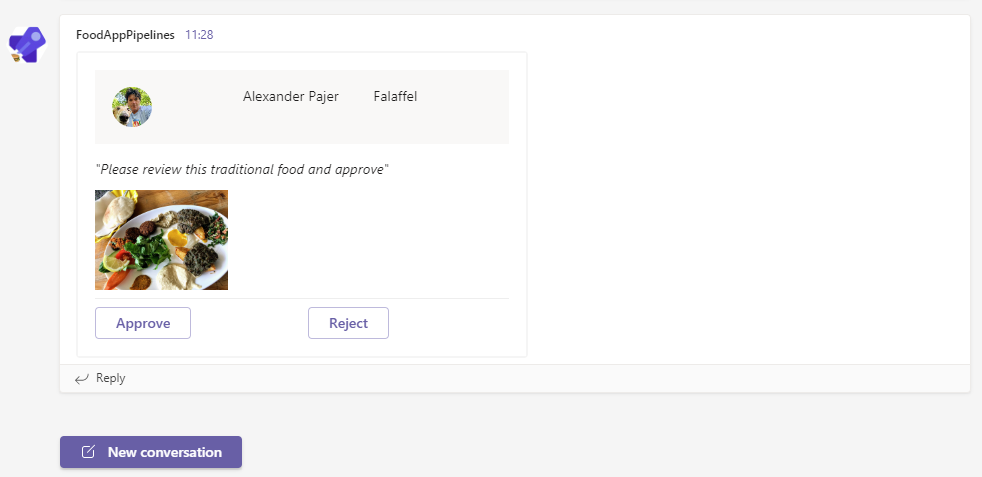 FoodAppPipelines 11:28
Alexander Pajer Falaffel
"Please review this traditional food and approve"
Approve Reject
Reply
New conversation